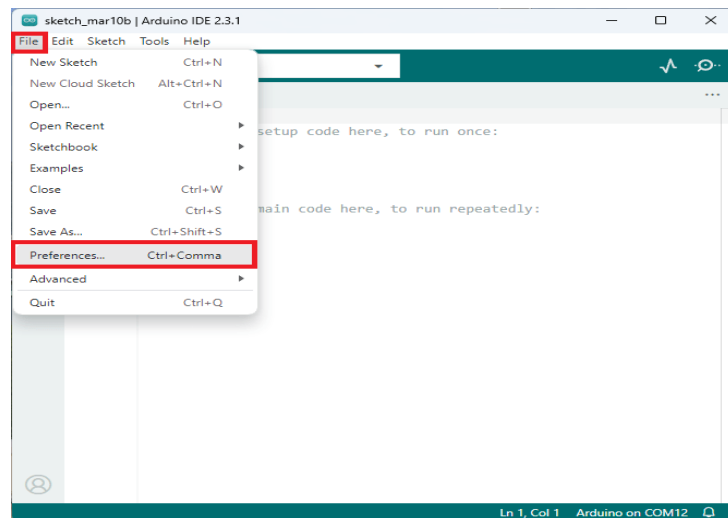 sketch_mar10b | Arduino IDE 2.3.1
File Edit Sketch Tools Help
New Sketch Ctrl+N
New Cloud Sketch Alt+Ctrl+N
Open... Ctrl+O
Open Recent
Sketchbook
Examples
Close Ctrl+W
Save Ctrl+S
Save As... Ctrl+Shift+S
Preferences... Ctrl+Comma
Advanced
Quit Ctrl+Q
setup code here, to run once:
main code here, to run repeatedly:
Ln 1, Col 1 Arduino on COM12